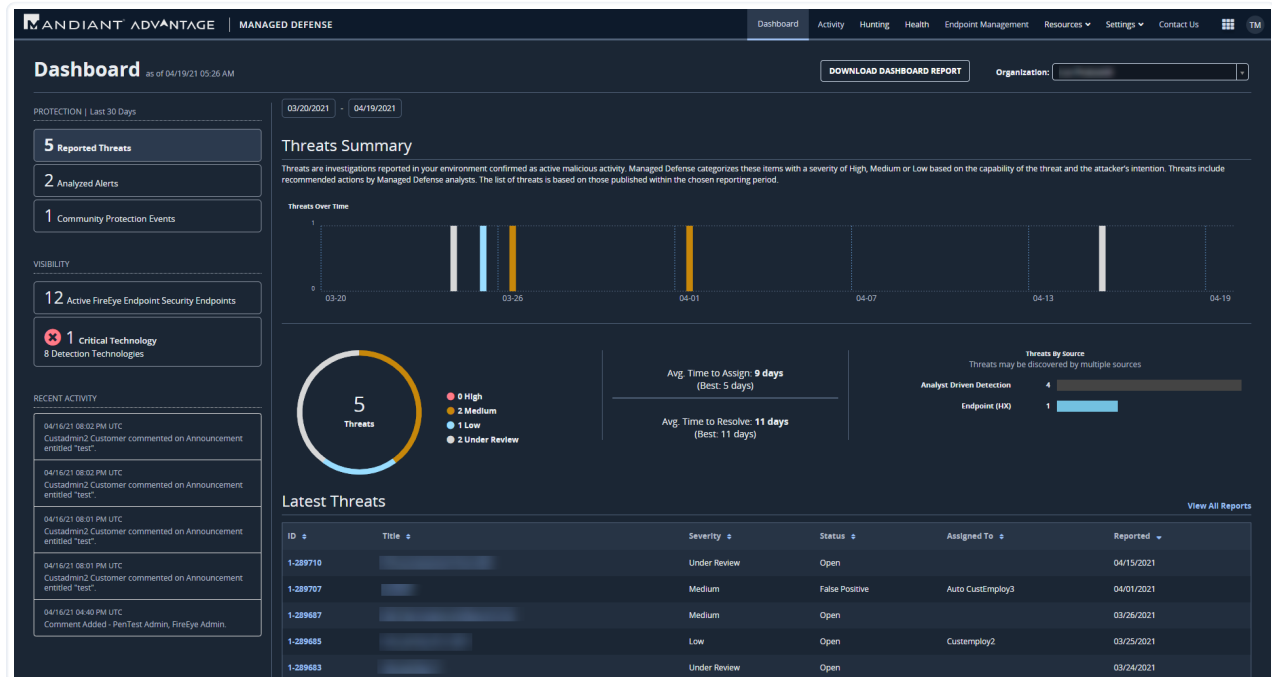 MANDIANT ADVANTAGE | MANAGED DEFENSE
Dashboard
Activity
Hunting
Health
Endpoint Management
Resources
Settings
Contact Us
TM
Dashboard as of 04/19/21 05:26 AM
DOWNLOAD DASHBOARD REPORT
Organization:
PROTECTION | Last 30 Days
5 Reported Threats
2 Analyzed Alerts
1 Community Protection Events
VISIBILITY
12 Active FireEye Endpoint Security Endpoints
1 Critical Technology
8 Detection Technologies
RECENT ACTIVITY
04/16/21 08:02 PM UTC
Custadmin2 Customer commented on Announcement
entitled "test".
04/16/21 08:02 PM UTC
Custadmin2 Customer commented on Announcement
entitled "test".
04/16/21 08:01 PM UTC
Custadmin2 Customer commented on Announcement
entitled "test".
04/16/21 08:01 PM UTC
Custadmin2 Customer commented on Announcement
entitled "test".
04/16/21 04:40 PM UTC
Comment Added - PenTest Admin, FireEye Admin.
03/20/2021 - 04/19/2021
Threats Summary
Threats are investigations reported in your environment confirmed as active malicious activity. Managed Defense categorizes these items with a severity of High, Medium or Low based on the capability of the threat and the attacker's intention. Threats include
recommended actions by Managed Defense analysts. The list of threats is based on those published within the chosen reporting period.
Threats Over Time
1
0
03-20 03-26 04-01 04-07 04-13 04-19
5
Threats
0 High
2 Medium
1 Low
2 Under Review
Avg. Time to Assign: 9 days
(Best: 5 days)
Avg. Time to Resolve: 11 days
(Best: 11 days)
Threats By Source
Threats may be discovered by multiple sources
Analyst Driven Detection 4
Endpoint (HX) 1
Latest Threats
View All Reports
ID Title Severity Status Assigned To Reported
1-289710 Under Review Open 04/15/2021
1-289707 Medium False Positive Auto CustEmploy3 04/01/2021
1-289687 Medium Open 03/26/2021
1-289685 Low Open Custemploy2 03/25/2021
1-289683 Under Review Open 03/24/2021